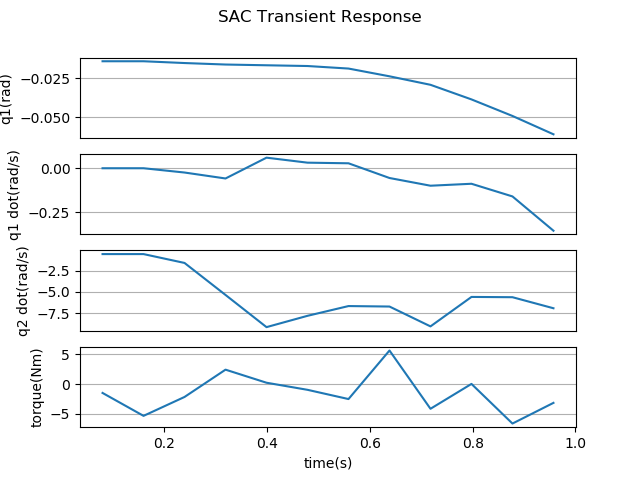 SAC Transient Response
q1(rad)
−0.025
−0.050
q1 dot(rad/s)
0.00
−0.25
q2 dot(rad/s)
−2.5
−5.0
−7.5
torque(Nm)
5
0
−5
0.2 0.4 0.6 0.8 1.0
time(s)